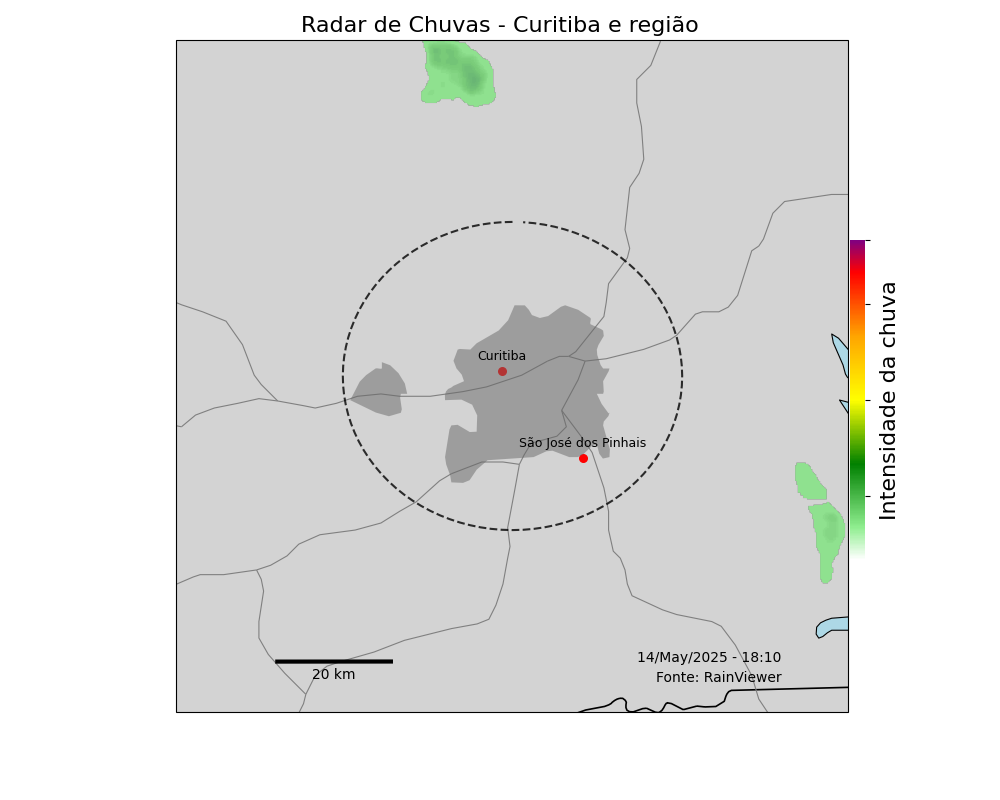 Radar de Chuvas - Curitiba e região
Curitiba
São José dos Pinhais
Intensidade da chuva
14/May/2025 - 18:10
Fonte: RainViewer
20 km